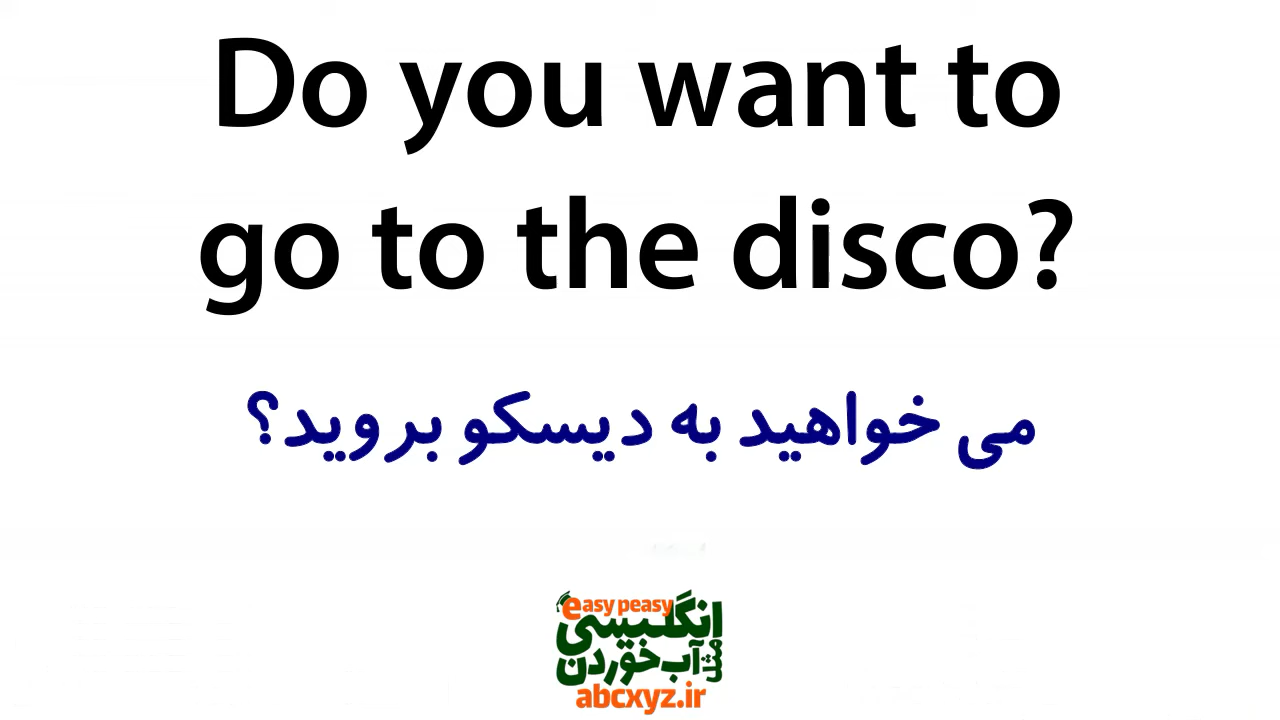 Do you want to
go to the disco?
می خواهید به دیسکو بروید؟
easy peasy
انگلیسی
مثل آب خوردن
abcxyz.ir